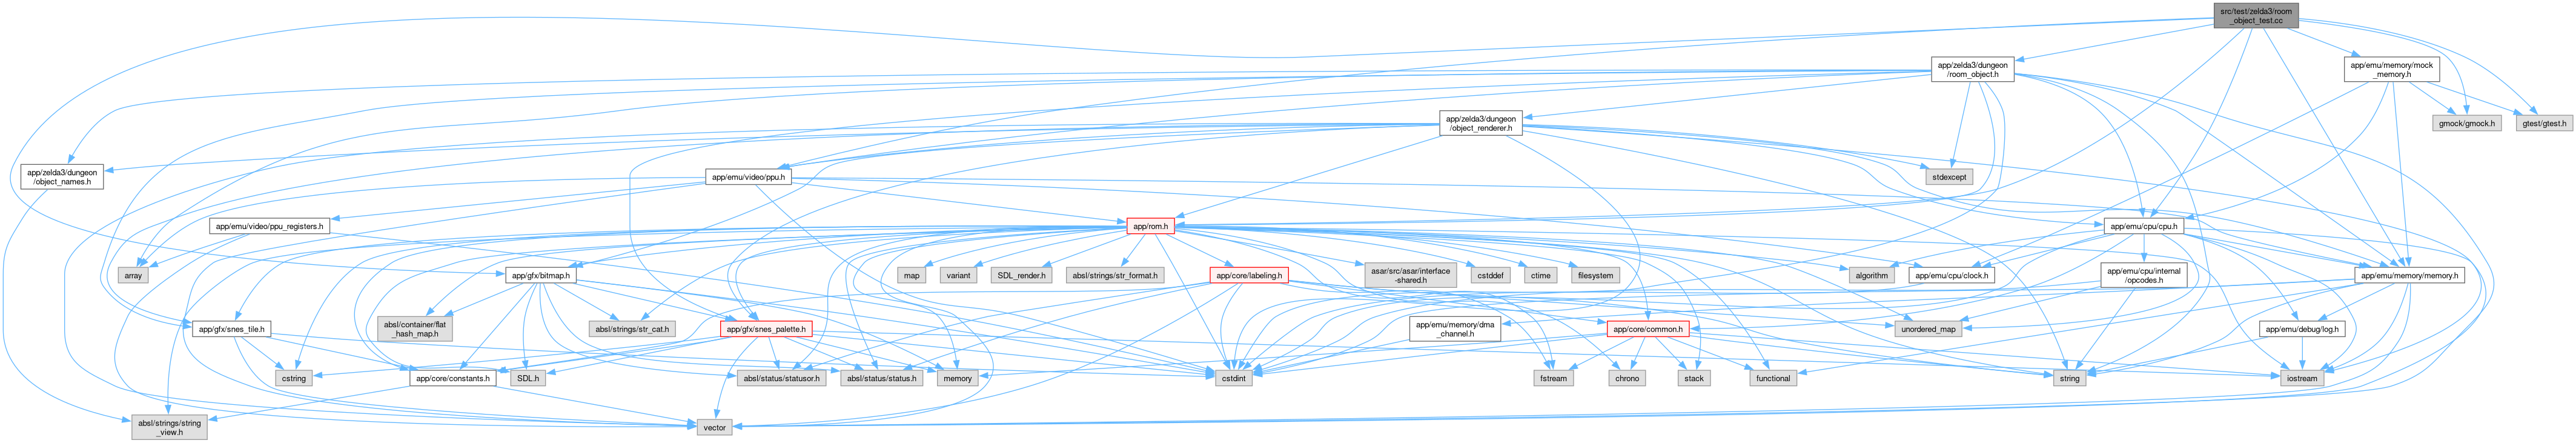 src/test/zelda3/room
_object_test.cc
app/zelda3/dungeon
/room_object.h
app/emu/memory/mock
_memory.h
app/zelda3/dungeon
/object_renderer.h
gmock/gmock.h
gtest/gtest.h
app/zelda3/dungeon
/object_names.h
app/emu/video/ppu.h
stdexcept
app/emu/video/ppu_registers.h
app/rom.h
app/emu/cpu/cpu.h
array
app/gfx/bitmap.h
map
variant
SDL_render.h
absl/strings/str_format.h
app/core/labeling.h
asar/src/asar/interface
-shared.h
cstddef
ctime
filesystem
algorithm
app/emu/cpu/clock.h
app/emu/cpu/internal
/opcodes.h
app/emu/memory/memory.h
app/gfx/snes_tile.h
absl/container/flat
_hash_map.h
absl/strings/str_cat.h
app/gfx/snes_palette.h
app/emu/memory/dma
_channel.h
app/core/common.h
unordered_map
app/emu/debug/log.h
cstring
app/core/constants.h
SDL.h
absl/status/statusor.h
absl/status/status.h
memory
cstdint
fstream
chrono
stack
functional
string
iostream
absl/strings/string
_view.h
vector